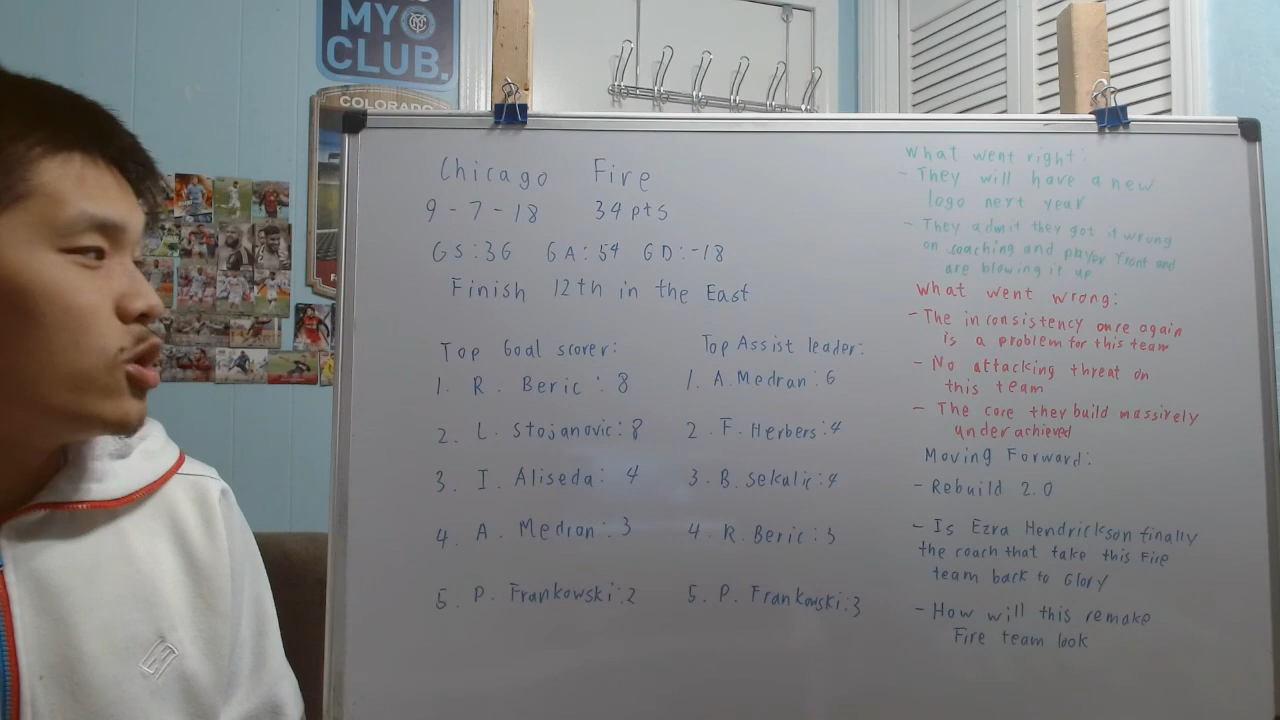 MY
CLUB.
COLORADO
Chicago Fire
9-7-18 34pts
GS:36 GA:54 GD:-18
Finish 12th in the East
Top Goal scorer:
1. R. Beric: 8
2. L. Stojanovic: 8
3. I. Aliseda: 4
4. A. Medran: 3
5. P. Frankowski: 2
Top Assist leader:
1. A. Medran: 6
2. F. Herbers: 4
3. B. Sekulic: 4
4. R. Beric: 3
5. P. Frankowski: 3
What went right:
- They will have a new
logo next year
- They admit they got it wrong
on coaching and player front and
are blowing it up
What went wrong:
- The inconsistency once again
is a problem for this team
- No attacking threat on
this team
- The core they build massively
underachieved
Moving Forward:
- Rebuild 2.0
- Is Ezra Hendrickson finally
the coach that take this Fire
team back to Glory
- How will this remake
Fire team look